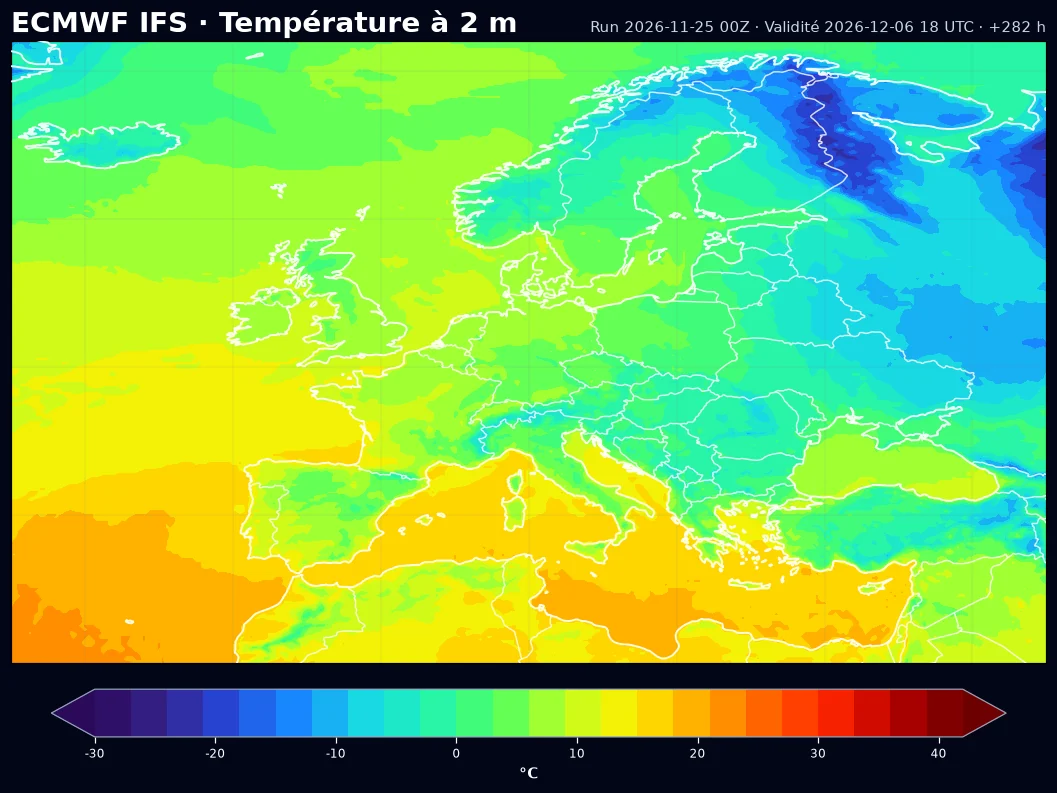 ECMWF IFS · Température à 2 m
Run 2026-11-25 00Z · Validité 2026-12-06 18 UTC · +282 h
-30 -20 -10 0 10 20 30 40
°C